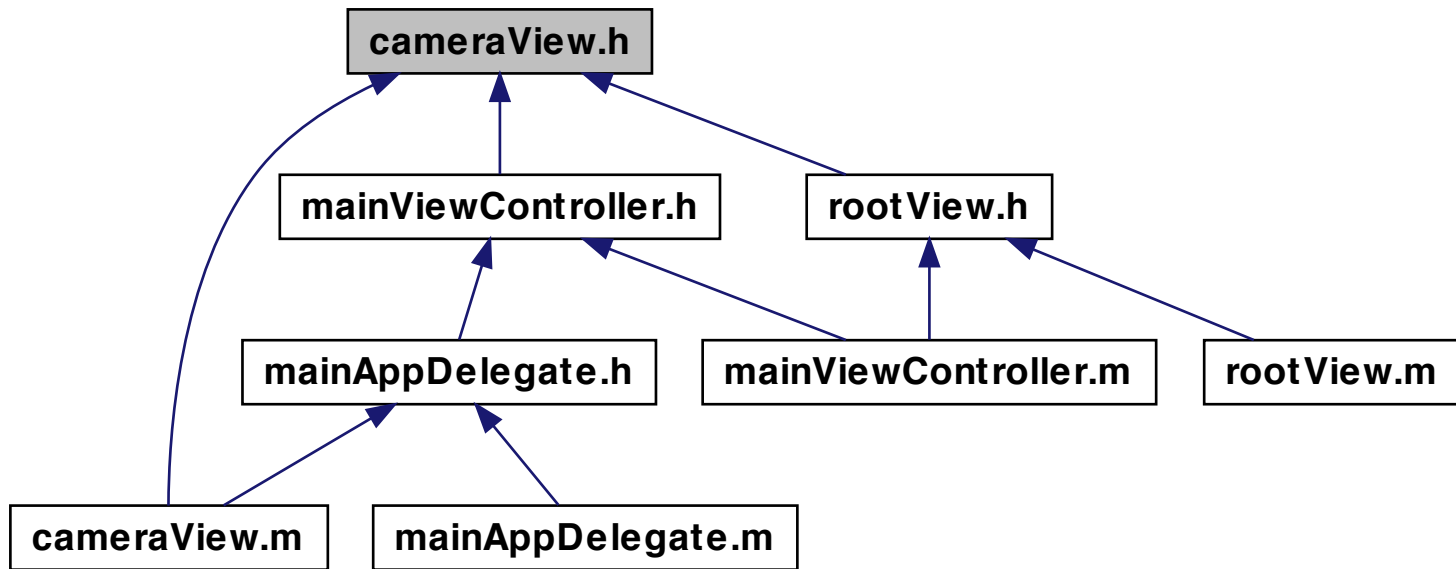 cameraView.h
mainViewController.h
rootView.h
mainAppDelegate.h
mainViewController.m
rootView.m
cameraView.m
mainAppDelegate.m